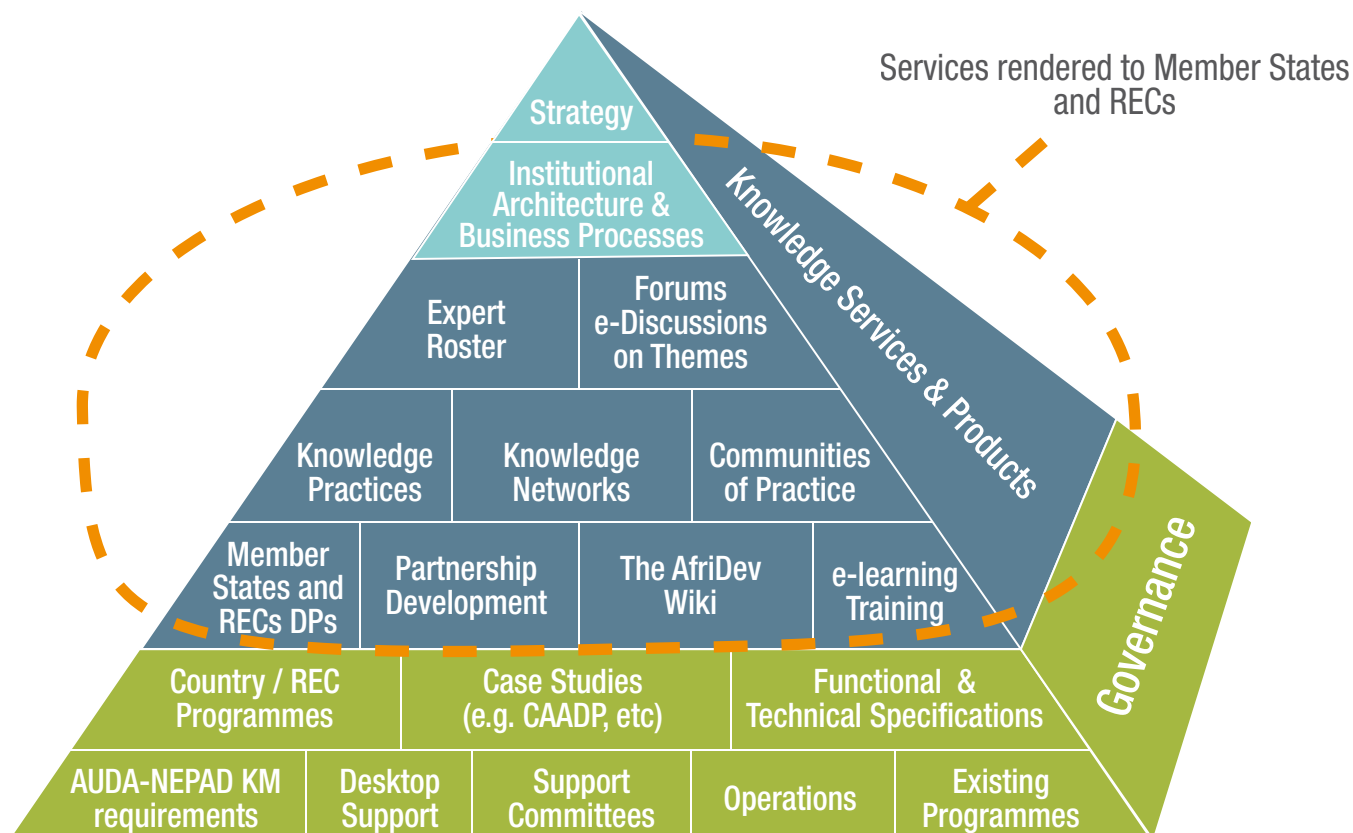 Services rendered to Member States
and RECs
Strategy
Institutional
Architecture &
Business Processes
Knowledge Services & Products
Expert
Roster
Forums
e-Discussions
on Themes
Knowledge
Practices
Knowledge
Networks
Communities
of Practice
Member
States and
RECs DPs
Partnership
Development
The AfriDev
Wiki
e-learning
Training
Governance
Country / REC
Programmes
Case Studies
(e.g. CAADP, etc)
Functional &
Technical Specifications
AUDA-NEPAD KM
requirements
Desktop
Support
Support
Committees
Operations
Existing
Programmes